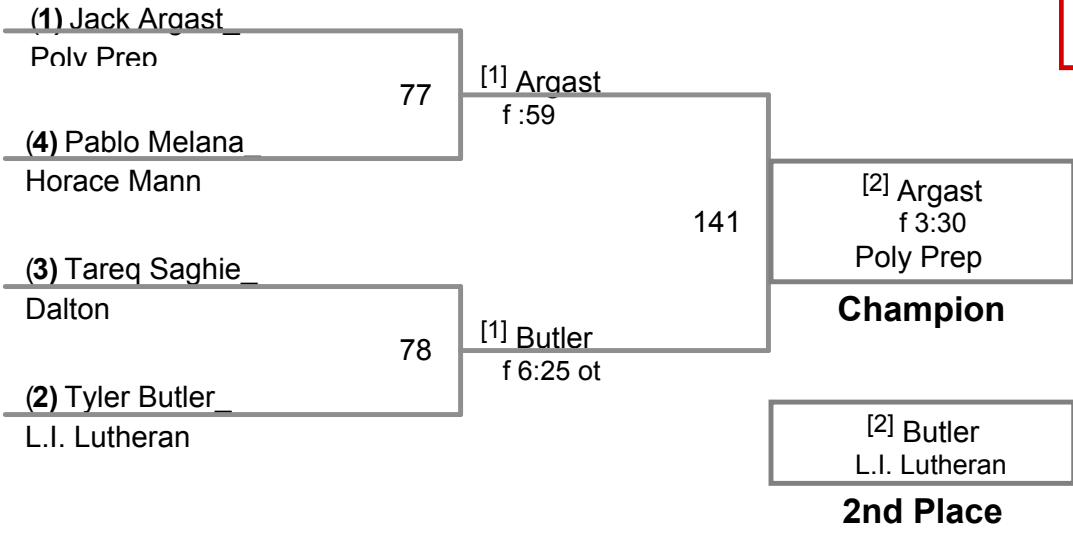 (1) Jack Argast_
Poly Prep
77
[1] Argast
f :59
(4) Pablo Melana_
Horace Mann
141
[2] Argast
f 3:30
Poly Prep
Champion
(3) Tareq Saghie_
Dalton
78
[1] Butler
f 6:25 ot
(2) Tyler Butler_
L.I. Lutheran
[2] Butler
L.I. Lutheran
2nd Place